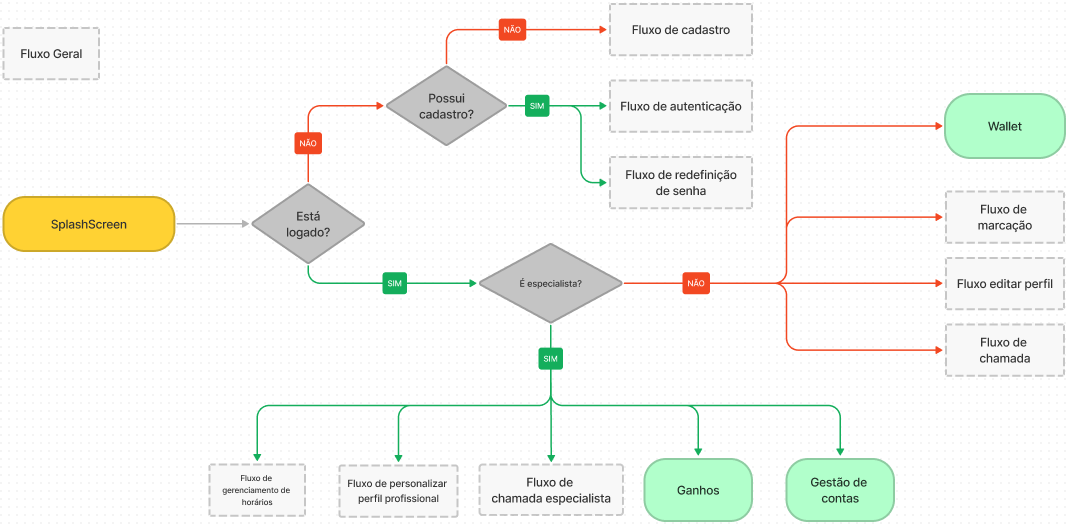 Fluxo Geral
NÃO
Fluxo de cadastro
Possui
cadastro?
SIM
Fluxo de autenticação
Fluxo de redefinição
de senha
NÃO
SplashScreen
Está
logado?
SIM
É especialista?
NÃO
Wallet
Fluxo de
marcação
Fluxo editar perfil
Fluxo de
chamada
SIM
Fluxo de
gerenciamento de
horários
Fluxo de personalizar
perfil profissional
Fluxo de
chamada especialista
Ganhos
Gestão de
contas